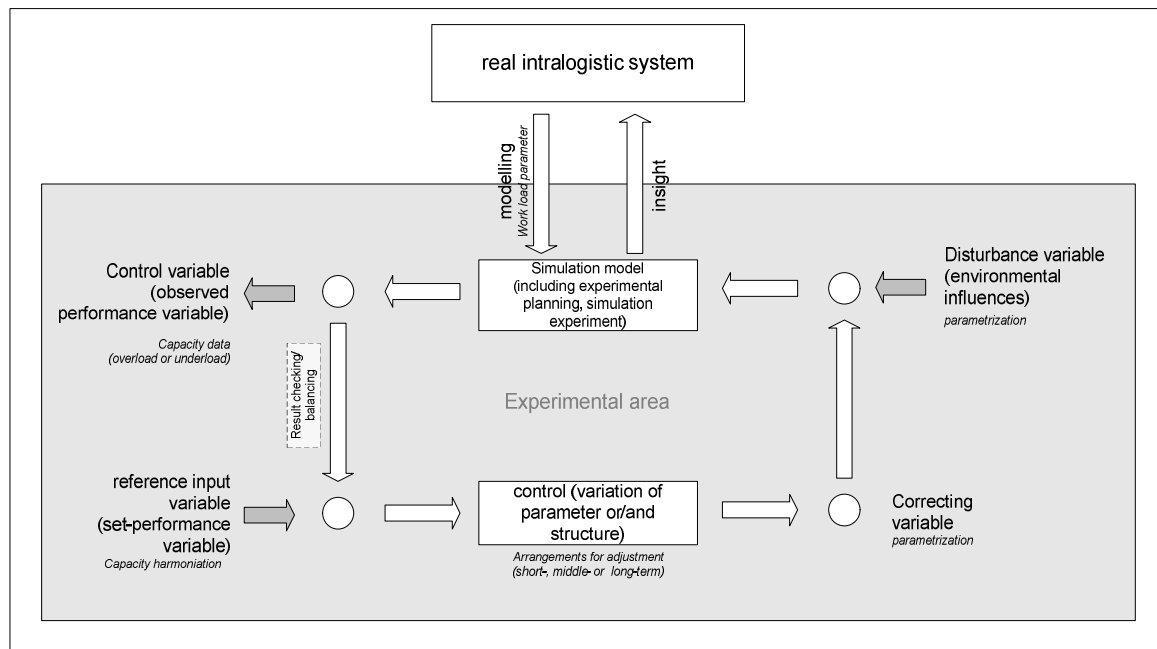 real intralogistic system
modelling
Work load parameter
insight
Control variable
(observed
performance variable)
Capacity data
(overload or underload)
Simulation model
(including experimental
planning, simulation
experiment)
Disturbance variable
(environmental
influences)
parametrization
Result checking/
balancing
Experimental area
reference input
variable
(set-performance
variable)
Capacity harmoniation
control (variation of
parameter or/and
structure)
Arrangements for adjustment
(short-, middle- or long-term)
Correcting
variable
parametrization